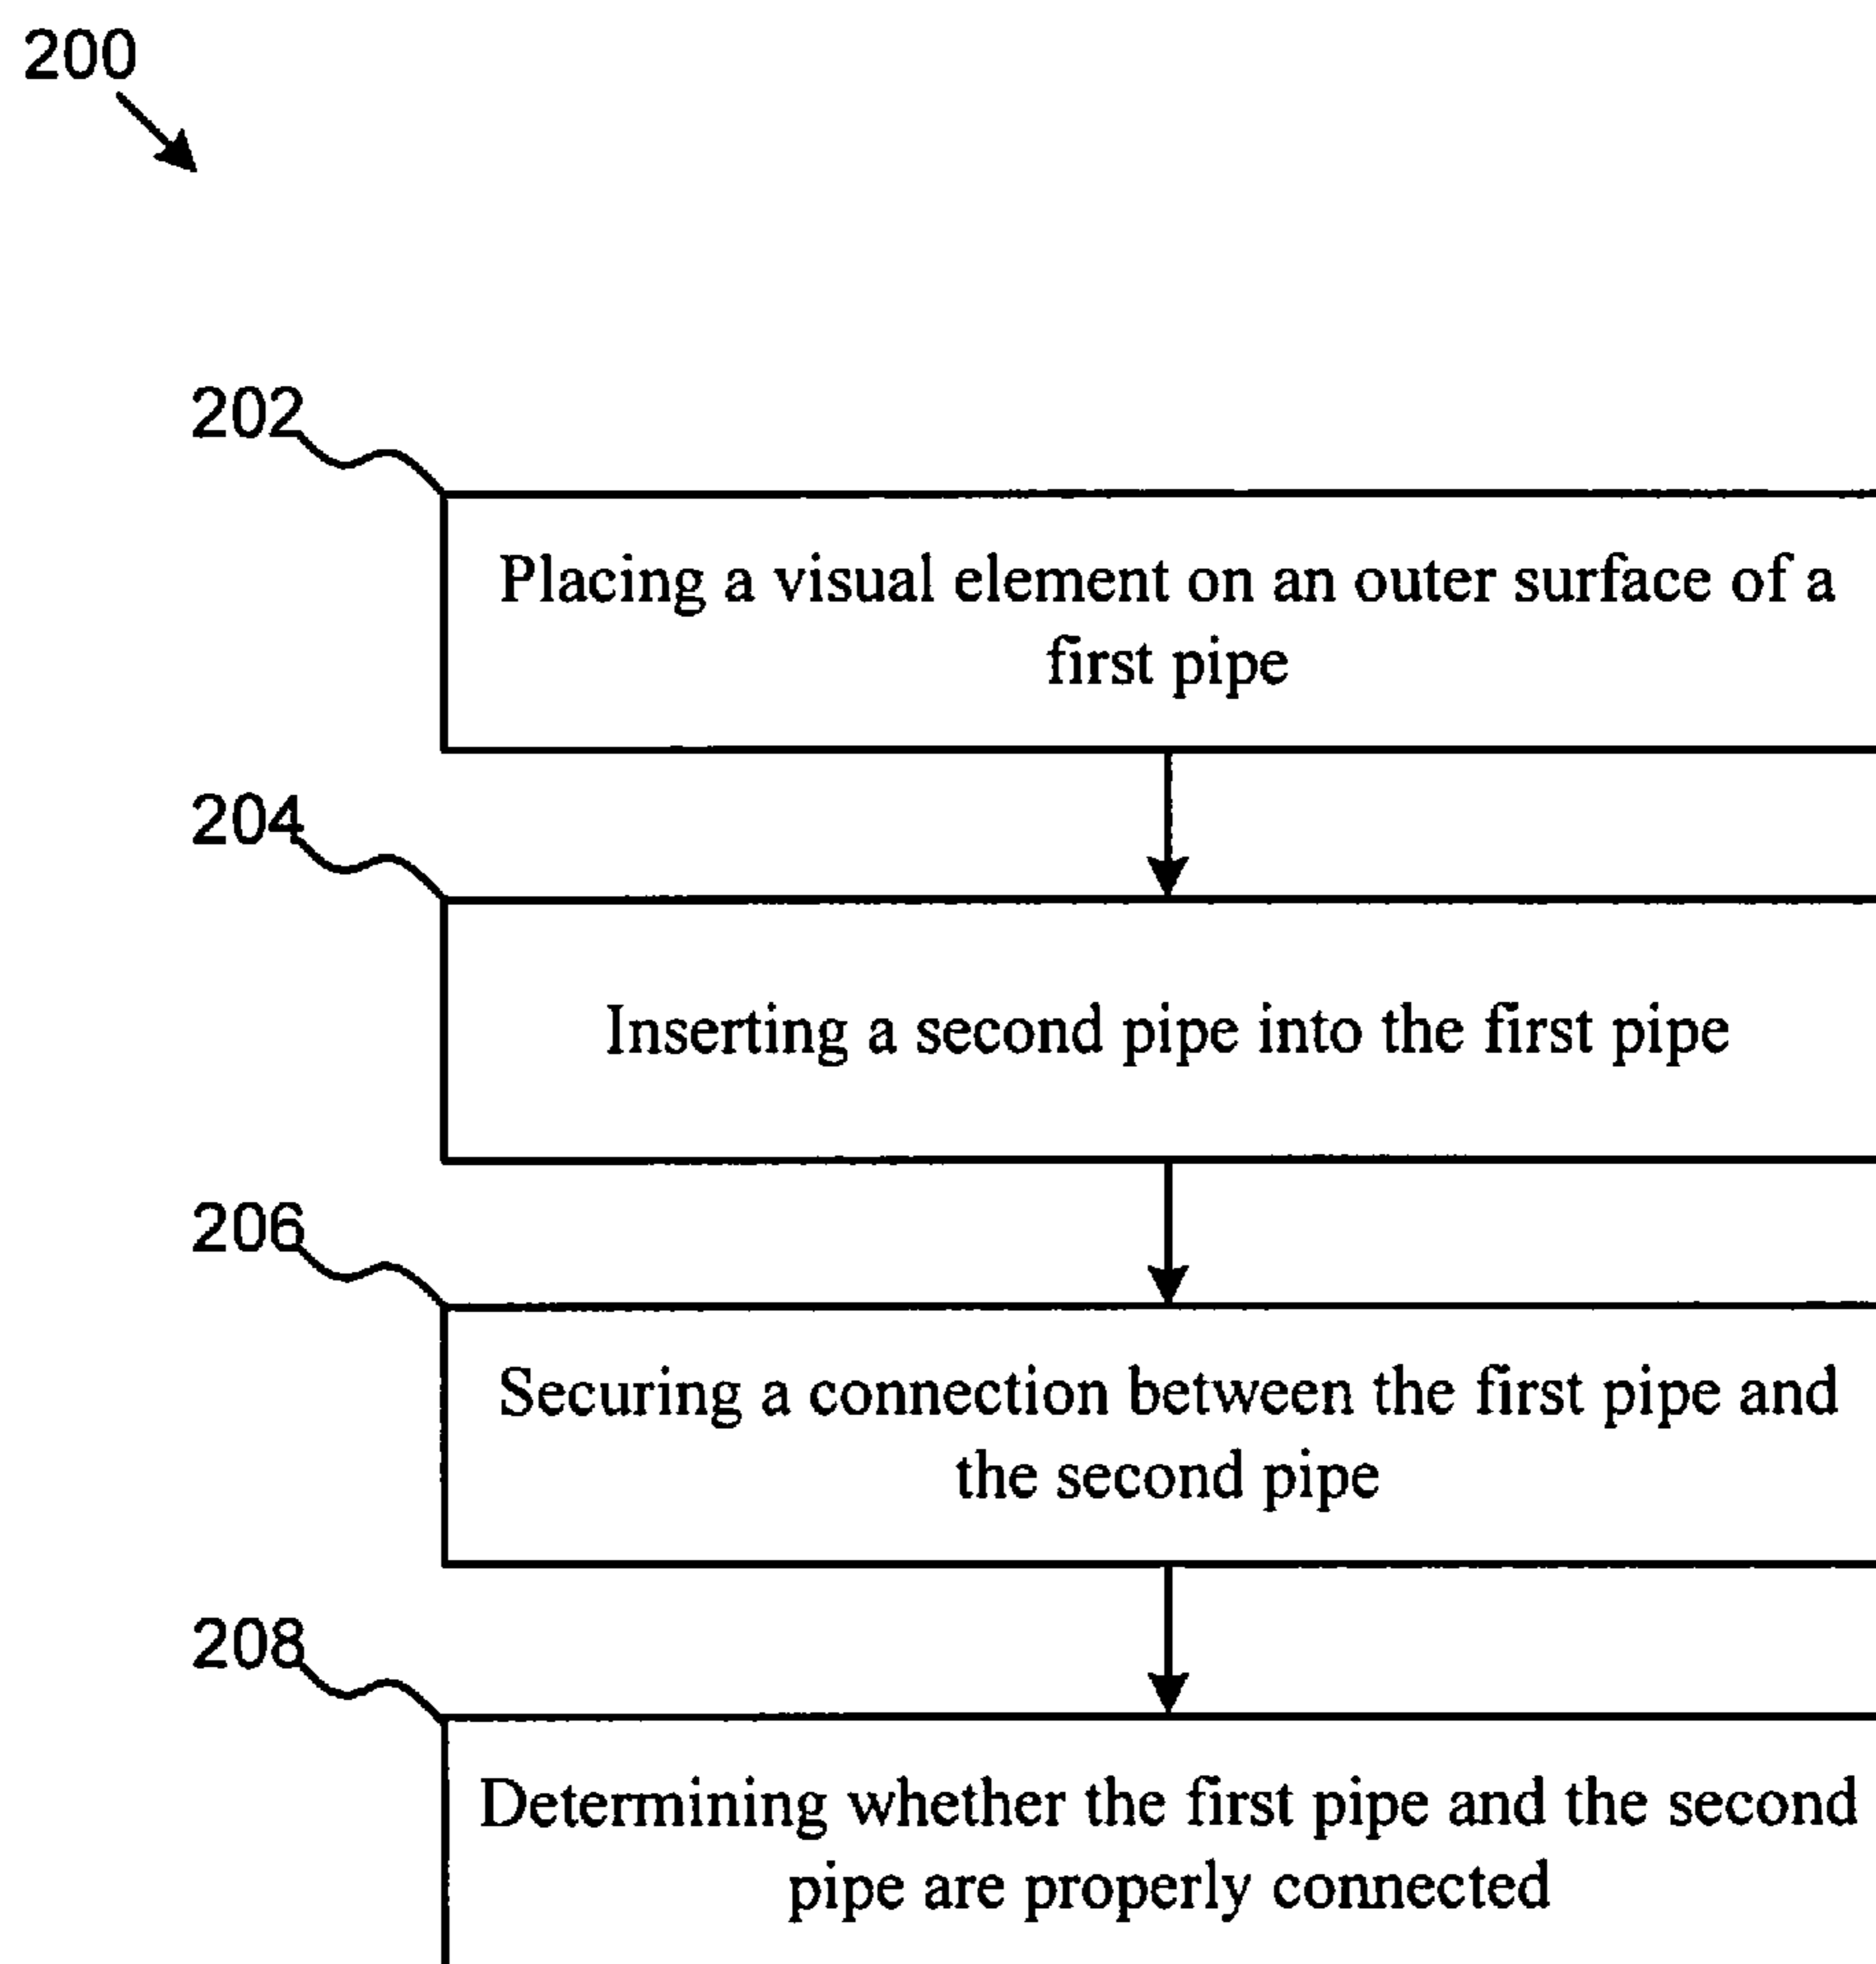 200
202
Placing a visual element on an outer surface of a
first pipe
204
Inserting a second pipe into the first pipe
206
Securing a connection between the first pipe and
the second pipe
208
Determining whether the first pipe and the second
pipe are properly connected